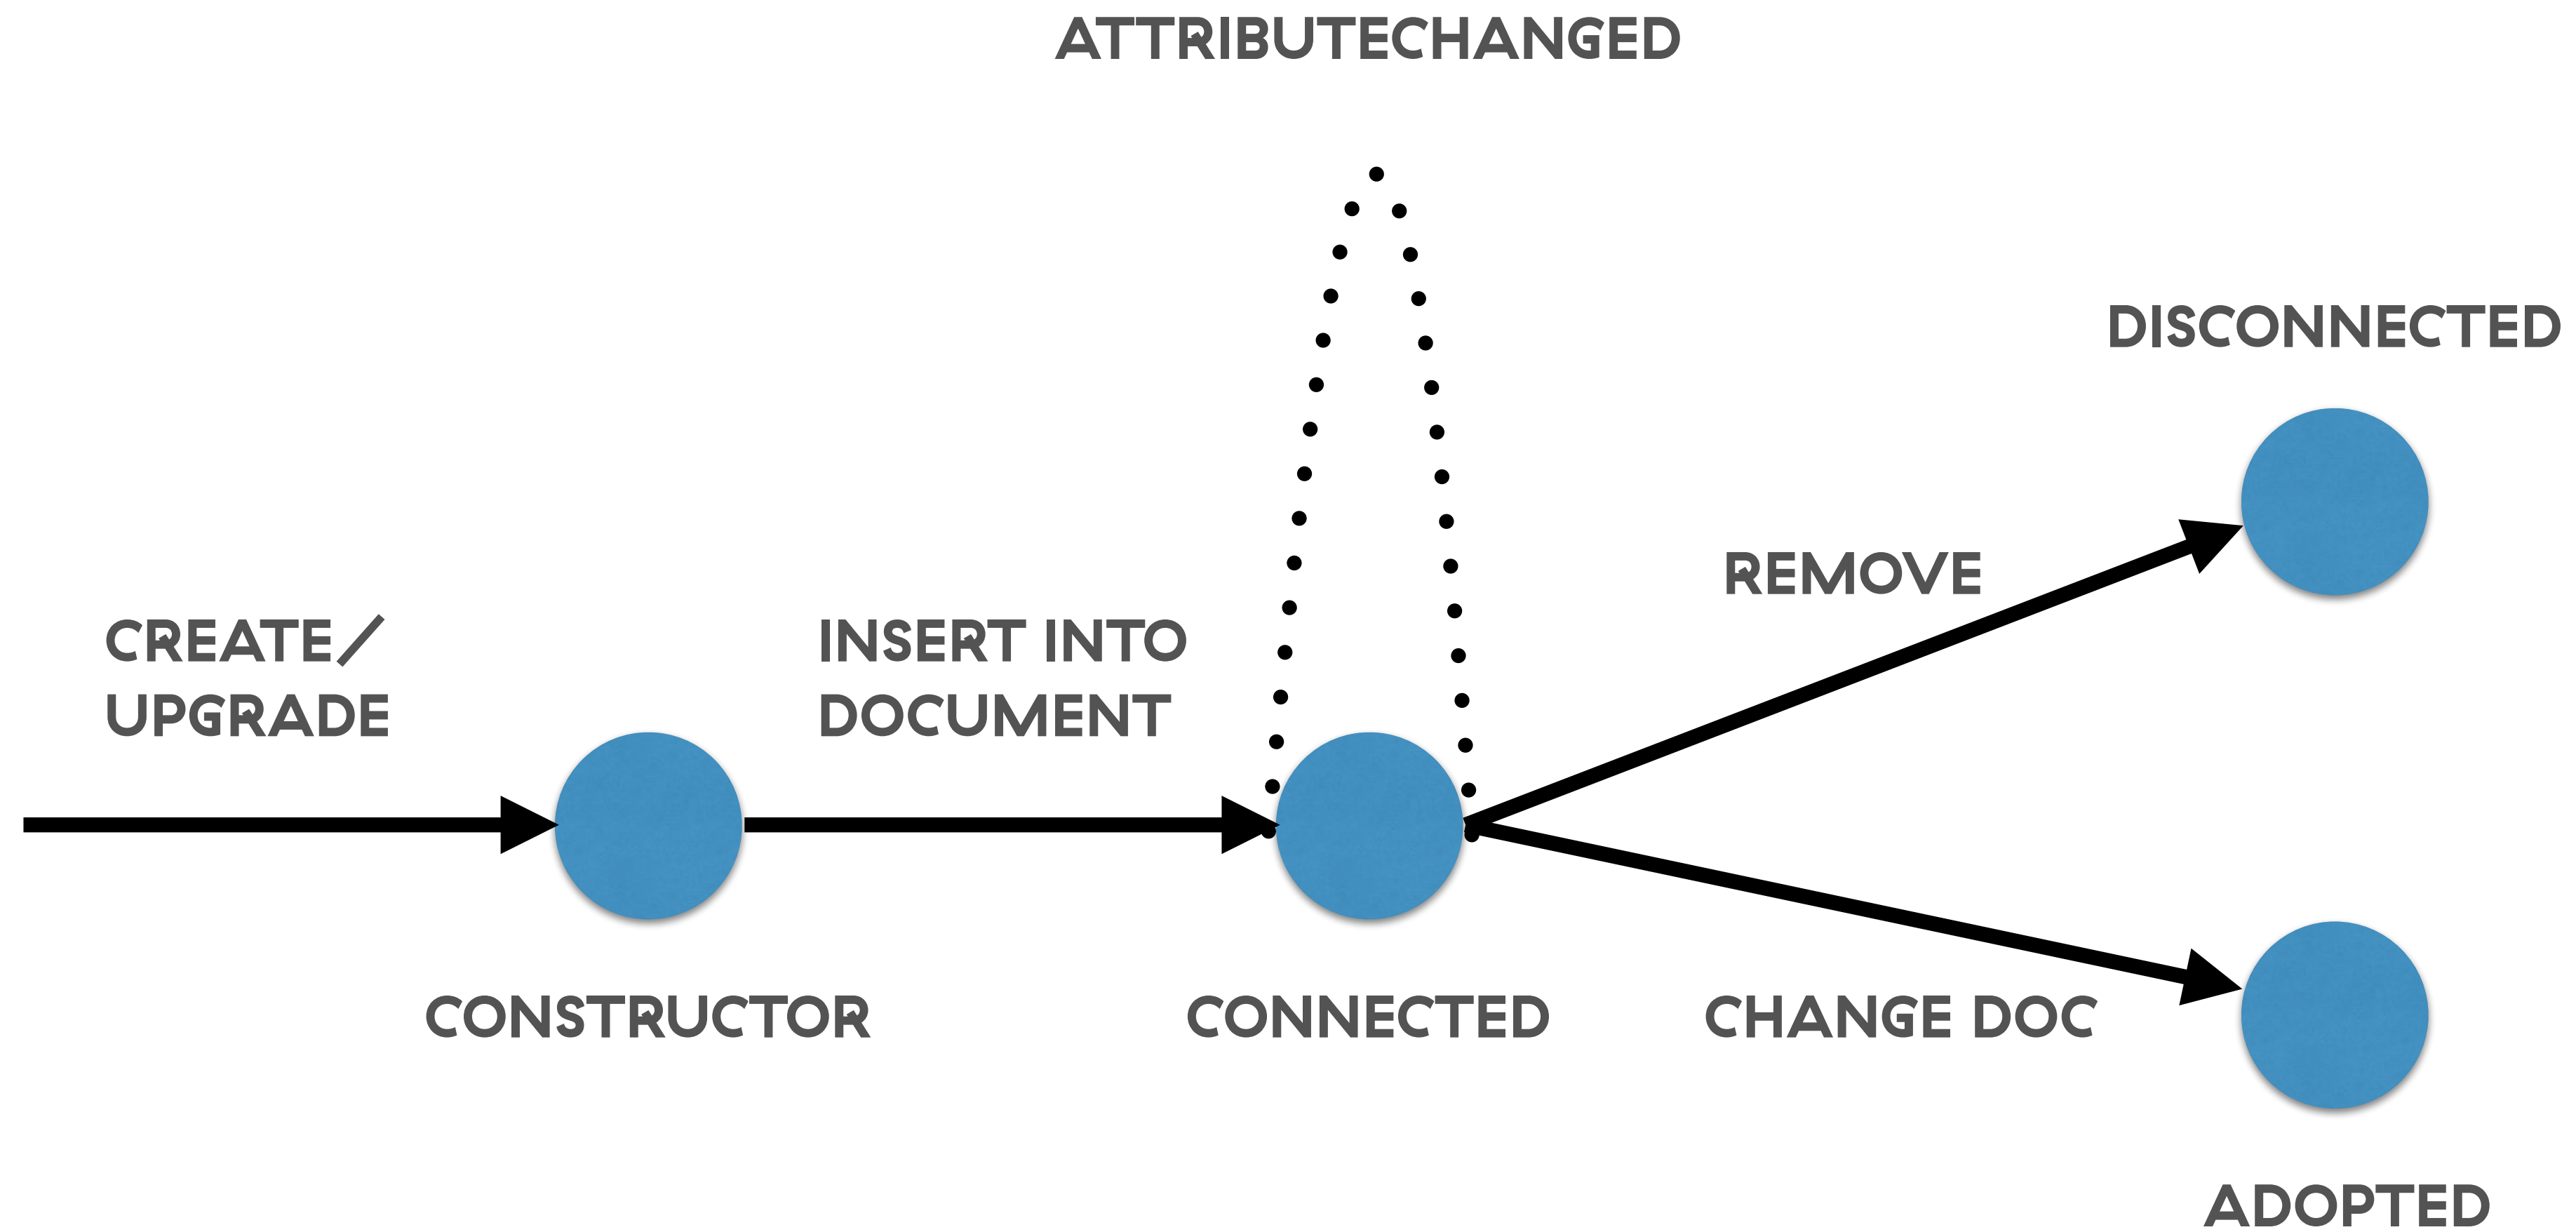 ATTRIBUTECHANGED
DISCONNECTED
REMOVE
CREATE/
UPGRADE
INSERT INTO
DOCUMENT
CONSTRUCTOR
CONNECTED
CHANGE DOC
ADOPTED